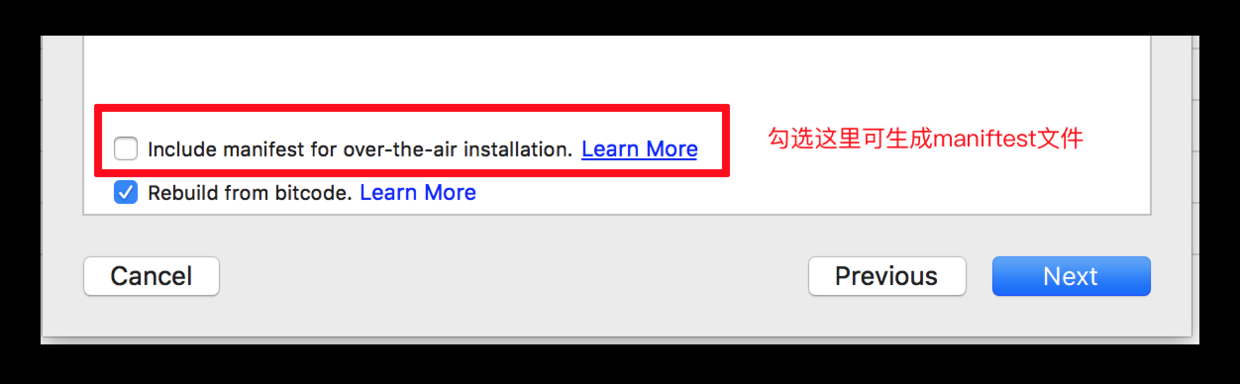 Include manifest for over-the-air installation. Learn More
勾选这里可生成maniftest文件
Rebuild from bitcode. Learn More
Cancel
Previous
Next